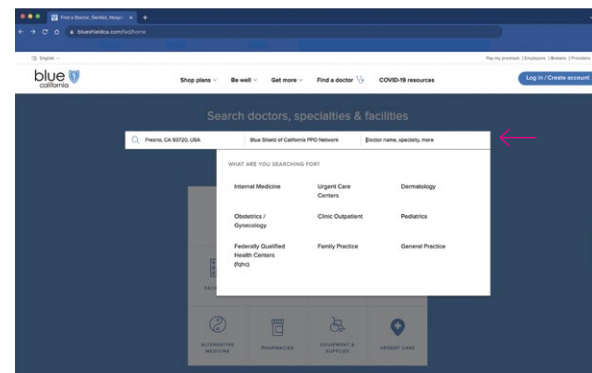 Find a Doctor, Dentist, Hospit
blueshieldca.com/fad/home
English
Pay my premium | Employers | Brokers | Providers
blue
california
Shop plans Be well Get more Find a doctor COVID-19 resources
Log in / Create account
Search doctors, specialties & facilities
Fresno, CA 93720, USA Blue Shield of California PPO Network Doctor name, specialty, more
WHAT ARE YOU SEARCHING FOR?
Internal Medicine Urgent Care Dermatology
Centers
Obstetrics / Clinic Outpatient Pediatrics
Gynecology
Federally Qualified Family Practice General Practice
Health Centers
(fqhc)
ALTERNATIVE PHARMACIES EQUIPMENT & URGENT CARE
MEDICINE SUPPLIES